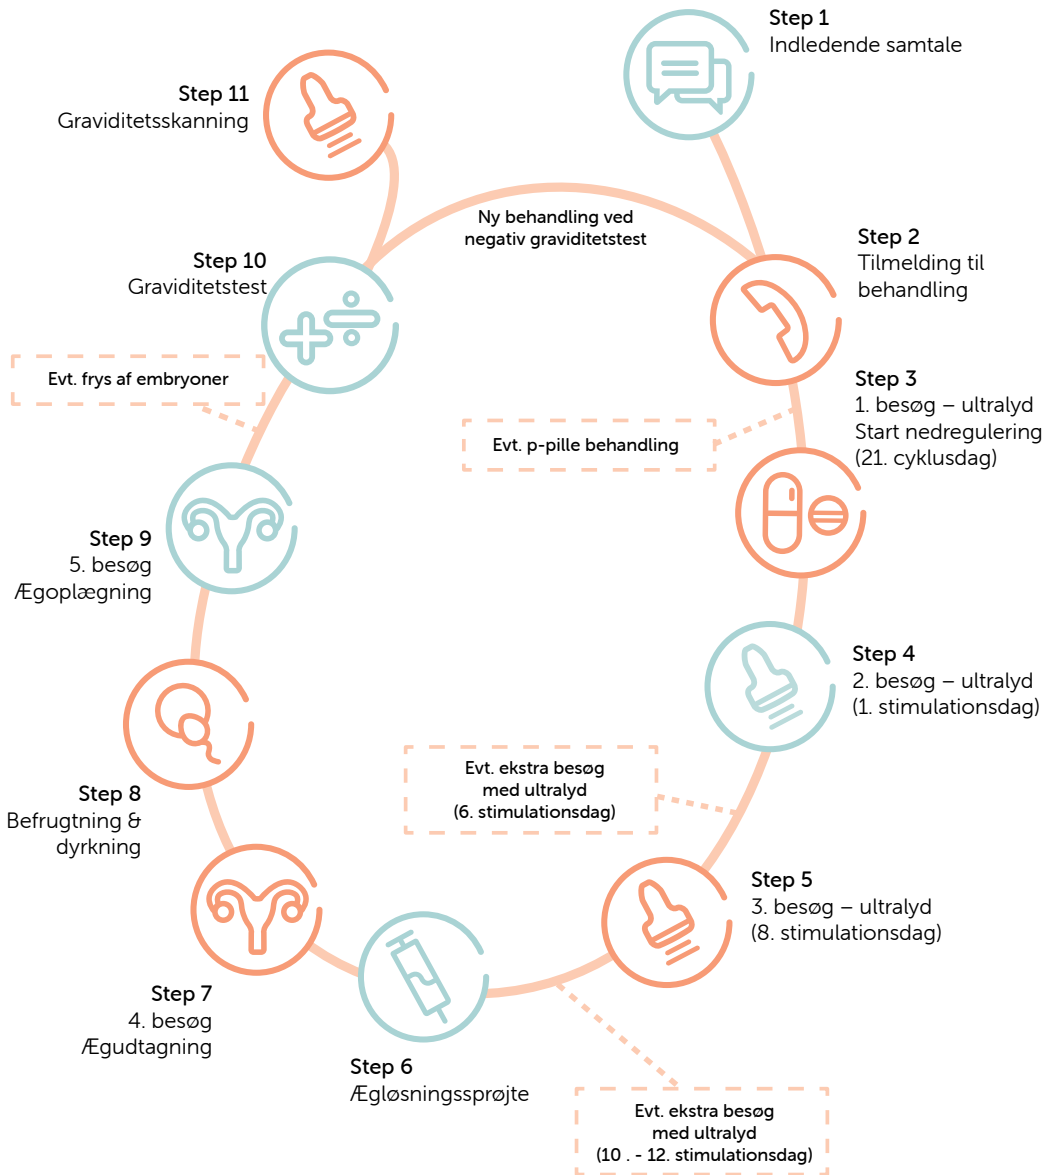 Step 1
Indledende samtale
Ny behandling ved
negativ graviditetstest
Step 2
Tilmelding til
behandling
Evt. p-pille behandling
Step 3
1. besøg – ultralyd
Start nedregulering
(21. cyklusdag)
Step 4
2. besøg – ultralyd
(1. stimulationsdag)
Evt. ekstra besøg
med ultralyd
(6. stimulationsdag)
Step 5
3. besøg – ultralyd
(8. stimulationsdag)
Evt. ekstra besøg
med ultralyd
(10 . - 12. stimulationsdag)
Step 6
Ægløsningssprøjte
Step 7
4. besøg
Ægudtagning
Step 8
Befrugtning &
dyrkning
Step 9
5. besøg
Ægoplægning
Evt. frys af embryoner
Step 10
Graviditetstest
Step 11
Graviditetsskanning